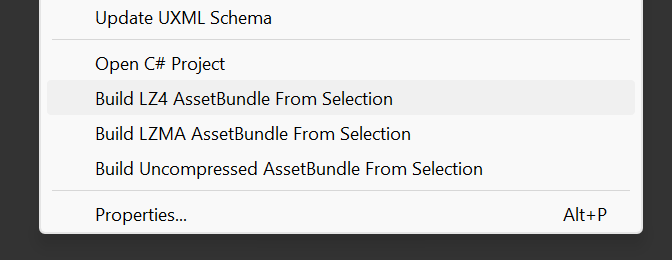 Update UXML Schema
Open C# Project
Build LZ4 AssetBundle From Selection
Build LZMA AssetBundle From Selection
Build Uncompressed AssetBundle From Selection
Properties... Alt+P